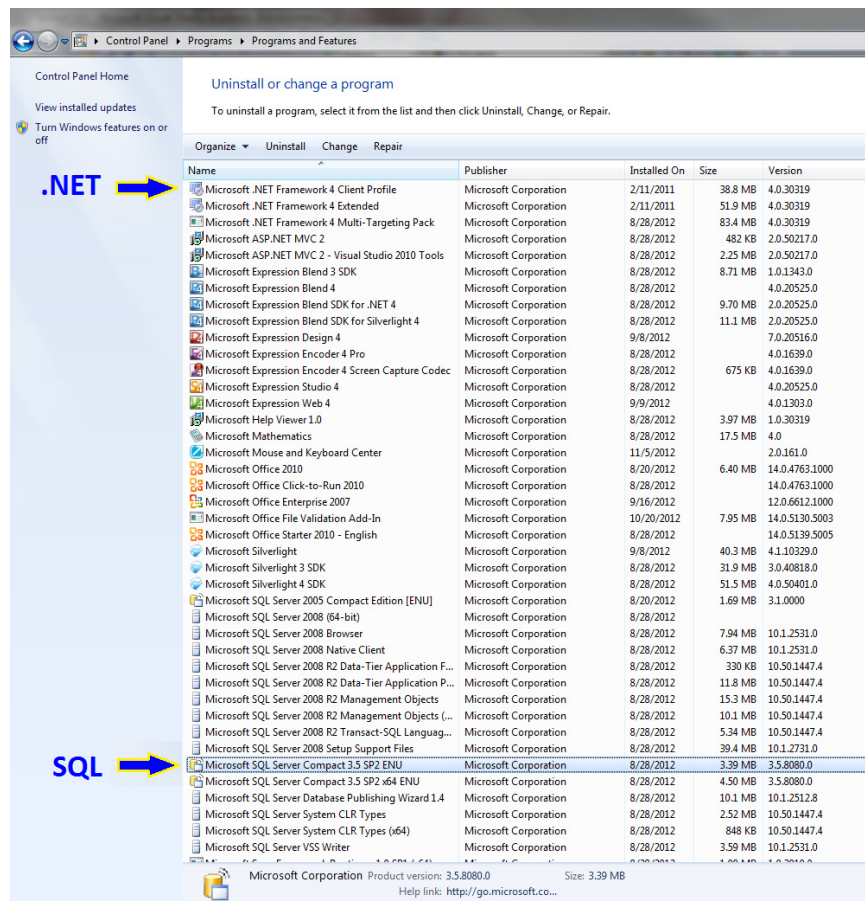 Control Panel ▸ Programs ▸ Programs and Features
Control Panel Home
View installed updates
Turn Windows features on or
off
Uninstall or change a program
To uninstall a program, select it from the list and then click Uninstall, Change, or Repair.
Organize Uninstall Change Repair
Name Publisher Installed On Size Version
.NET
Microsoft .NET Framework 4 Client Profile Microsoft Corporation 2/11/2011 38.8 MB 4.0.30319
Microsoft .NET Framework 4 Extended Microsoft Corporation 2/11/2011 51.9 MB 4.0.30319
Microsoft .NET Framework 4 Multi-Targeting Pack Microsoft Corporation 8/28/2012 83.4 MB 4.0.30319
Microsoft ASP.NET MVC 2 Microsoft Corporation 8/28/2012 482 KB 2.0.50217.0
Microsoft ASP.NET MVC 2 - Visual Studio 2010 Tools Microsoft Corporation 8/28/2012 2.25 MB 2.0.50217.0
Microsoft Expression Blend 3 SDK Microsoft Corporation 8/28/2012 8.71 MB 1.0.1343.0
Microsoft Expression Blend 4 Microsoft Corporation 8/28/2012 4.0.20525.0
Microsoft Expression Blend SDK for .NET 4 Microsoft Corporation 8/28/2012 9.70 MB 2.0.20525.0
Microsoft Expression Blend SDK for Silverlight 4 Microsoft Corporation 8/28/2012 11.1 MB 2.0.20525.0
Microsoft Expression Design 4 Microsoft Corporation 9/8/2012 7.0.20516.0
Microsoft Expression Encoder 4 Pro Microsoft Corporation 8/28/2012 4.0.1639.0
Microsoft Expression Encoder 4 Screen Capture Codec Microsoft Corporation 8/28/2012 675 KB 4.0.1639.0
Microsoft Expression Studio 4 Microsoft Corporation 8/28/2012 4.0.20525.0
Microsoft Expression Web 4 Microsoft Corporation 9/9/2012 4.0.1303.0
Microsoft Help Viewer 1.0 Microsoft Corporation 8/28/2012 3.97 MB 1.0.30319
Microsoft Mathematics Microsoft Corporation 8/28/2012 17.5 MB 4.0
Microsoft Mouse and Keyboard Center Microsoft Corporation 11/5/2012 2.0.161.0
Microsoft Office 2010 Microsoft Corporation 8/20/2012 6.40 MB 14.0.4763.1000
Microsoft Office Click-to-Run 2010 Microsoft Corporation 8/28/2012 14.0.4763.1000
Microsoft Office Enterprise 2007 Microsoft Corporation 9/16/2012 12.0.6612.1000
Microsoft Office File Validation Add-In Microsoft Corporation 10/20/2012 7.95 MB 14.0.5130.5003
Microsoft Office Starter 2010 - English Microsoft Corporation 8/28/2012 14.0.5139.5005
Microsoft Silverlight Microsoft Corporation 9/8/2012 40.3 MB 4.1.10329.0
Microsoft Silverlight 3 SDK Microsoft Corporation 8/28/2012 31.9 MB 3.0.40818.0
Microsoft Silverlight 4 SDK Microsoft Corporation 8/28/2012 51.5 MB 4.0.50401.0
Microsoft SQL Server 2005 Compact Edition [ENU] Microsoft Corporation 8/20/2012 1.69 MB 3.1.0000
Microsoft SQL Server 2008 (64-bit) Microsoft Corporation 8/28/2012
Microsoft SQL Server 2008 Browser Microsoft Corporation 8/28/2012 7.94 MB 10.1.2531.0
Microsoft SQL Server 2008 Native Client Microsoft Corporation 8/28/2012 6.37 MB 10.1.2531.0
Microsoft SQL Server 2008 R2 Data-Tier Application F... Microsoft Corporation 8/28/2012 330 KB 10.50.1447.4
Microsoft SQL Server 2008 R2 Data-Tier Application P... Microsoft Corporation 8/28/2012 11.8 MB 10.50.1447.4
Microsoft SQL Server 2008 R2 Management Objects Microsoft Corporation 8/28/2012 15.3 MB 10.50.1447.4
Microsoft SQL Server 2008 R2 Management Objects (... Microsoft Corporation 8/28/2012 10.1 MB 10.50.1447.4
Microsoft SQL Server 2008 R2 Transact-SQL Languag... Microsoft Corporation 8/28/2012 5.34 MB 10.50.1447.4
Microsoft SQL Server 2008 Setup Support Files Microsoft Corporation 8/28/2012 39.4 MB 10.1.2731.0
SQL
Microsoft SQL Server Compact 3.5 SP2 ENU Microsoft Corporation 8/28/2012 3.39 MB 3.5.8080.0
Microsoft SQL Server Compact 3.5 SP2 x64 ENU Microsoft Corporation 8/28/2012 4.50 MB 3.5.8080.0
Microsoft SQL Server Database Publishing Wizard 1.4 Microsoft Corporation 8/28/2012 10.1 MB 10.1.2512.8
Microsoft SQL Server System CLR Types Microsoft Corporation 8/28/2012 2.52 MB 10.50.1447.4
Microsoft SQL Server System CLR Types (x64) Microsoft Corporation 8/28/2012 848 KB 10.50.1447.4
Microsoft SQL Server VSS Writer Microsoft Corporation 8/28/2012 3.59 MB 10.1.2531.0
Microsoft Corporation Product version: 3.5.8080.0 Size: 3.39 MB
Help link: http://go.microsoft.co...